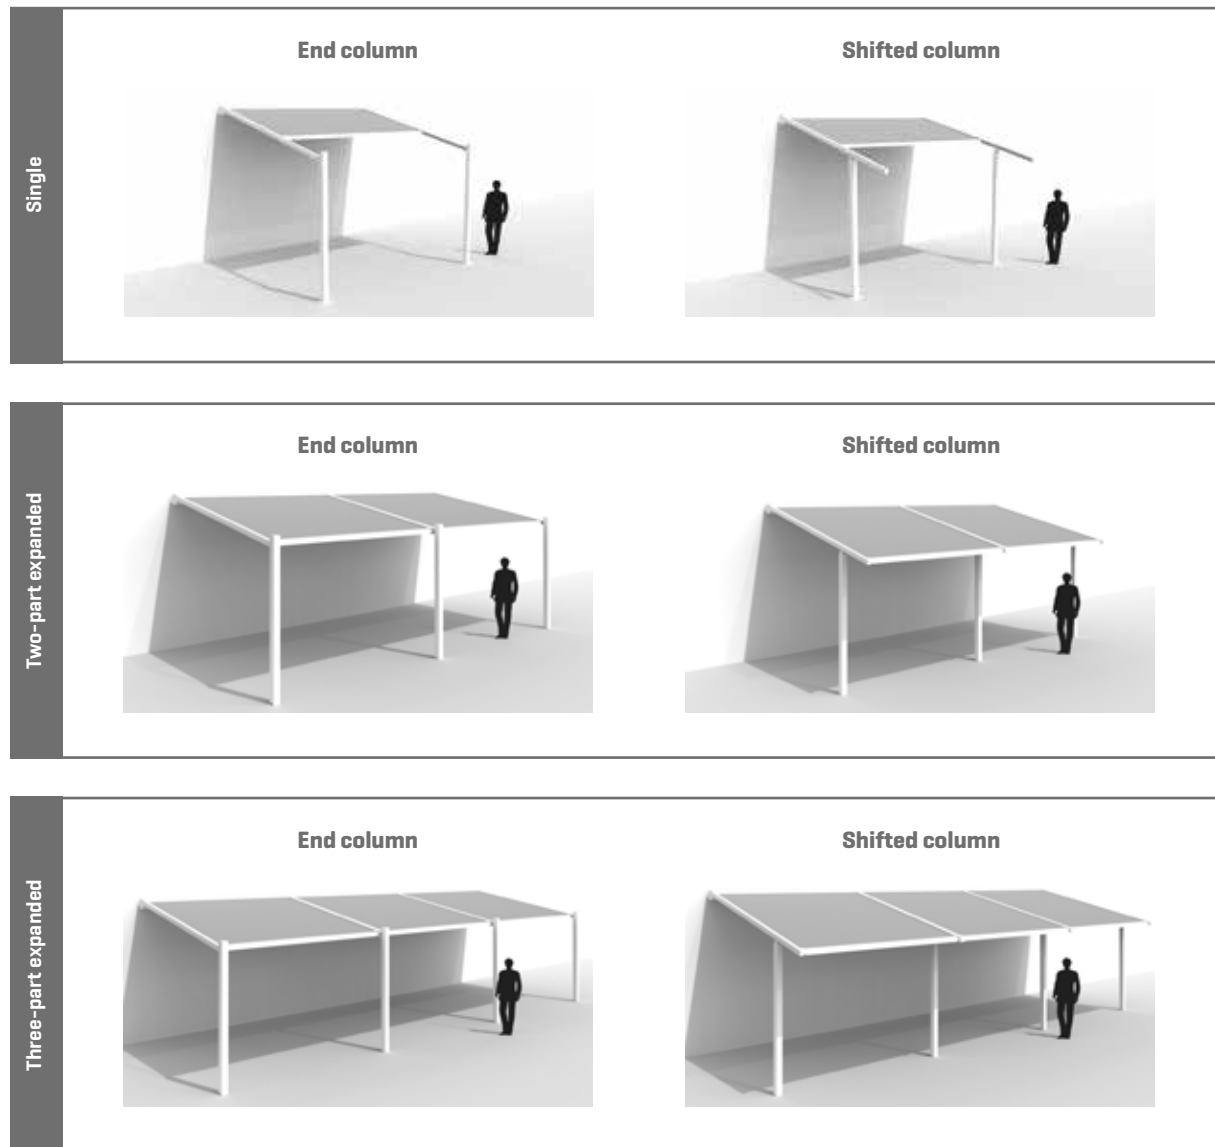 Single
End column
Shifted column
Two-part expanded
End column
Shifted column
Three-part expanded
End column
Shifted column